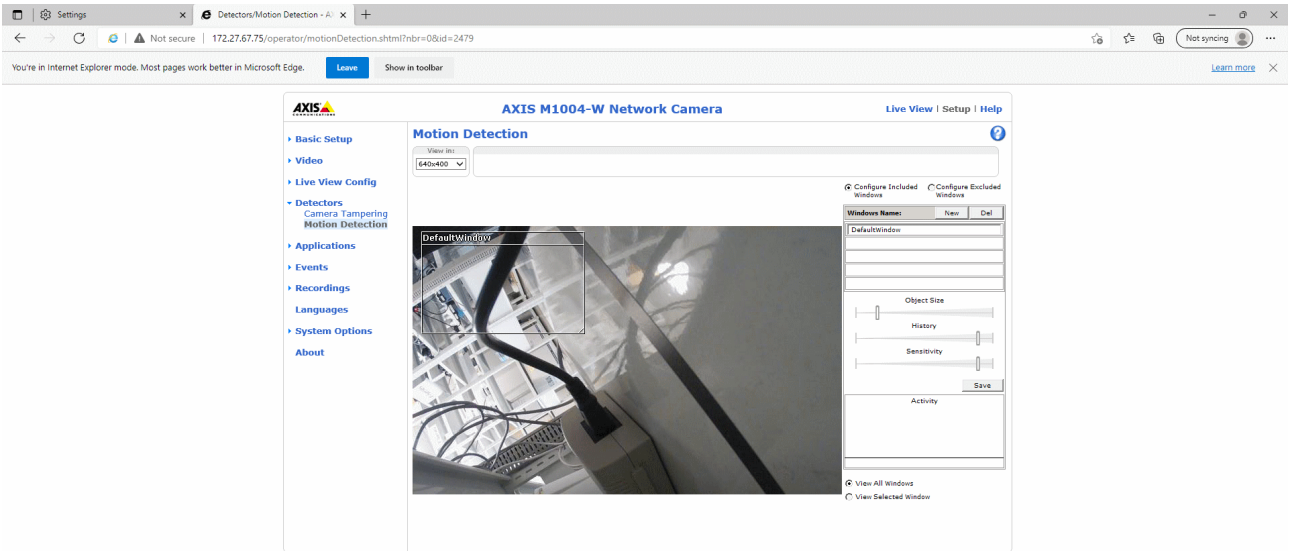 Settings
Detectors/Motion Detection - AX
Not secure
172.27.67.75/operator/motionDetection.shtml?nbr=0&id=2479
Not syncing
You're in Internet Explorer mode. Most pages work better in Microsoft Edge.
Leave
Show in toolbar
Learn more
AXIS
COMMUNICATIONS
AXIS M1004-W Network Camera
Live View | Setup | Help
Basic Setup
Video
Live View Config
Detectors
Camera Tampering
Motion Detection
Applications
Events
Recordings
Languages
System Options
About
Motion Detection
View in:
640x400
DefaultWindow
Configure Included Windows
Configure Excluded Windows
Windows Name:
New
Del
DefaultWindow
Object Size
History
Sensitivity
Save
Activity
View All Windows
View Selected Window